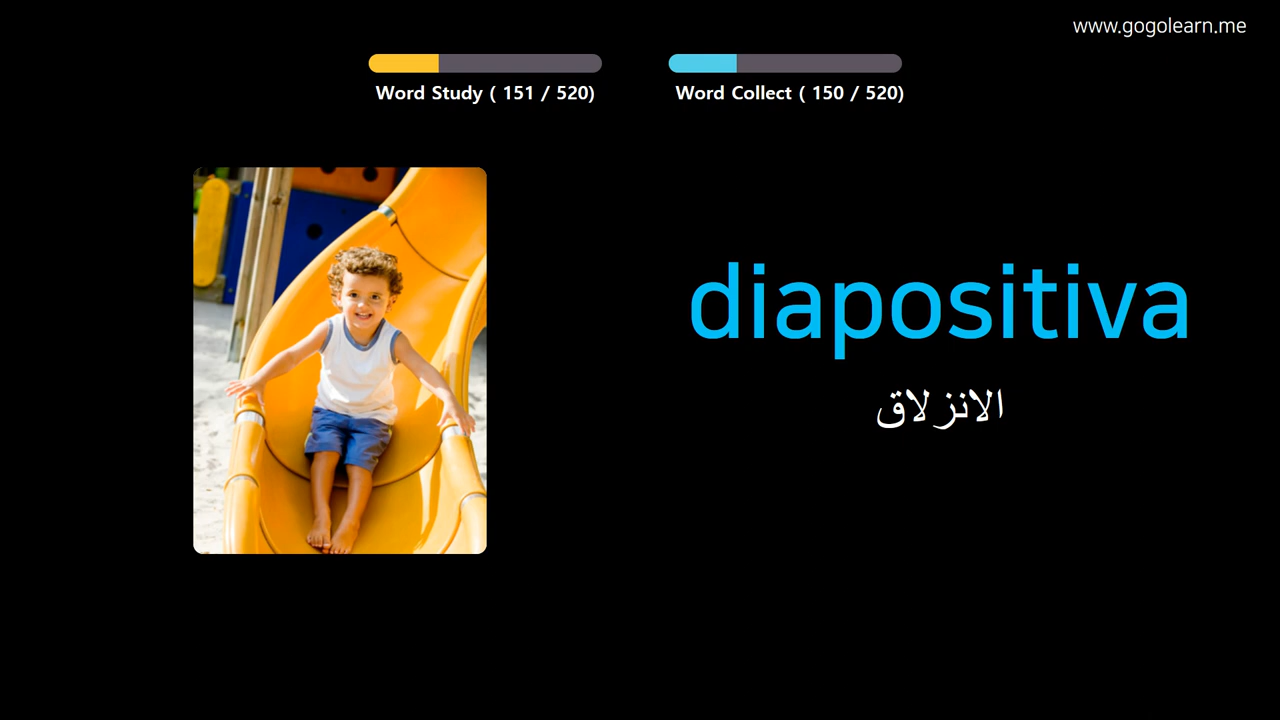 www.gogolearn.me
Word Study ( 151 / 520)
Word Collect ( 150 / 520)
diapositiva
الانزلاق